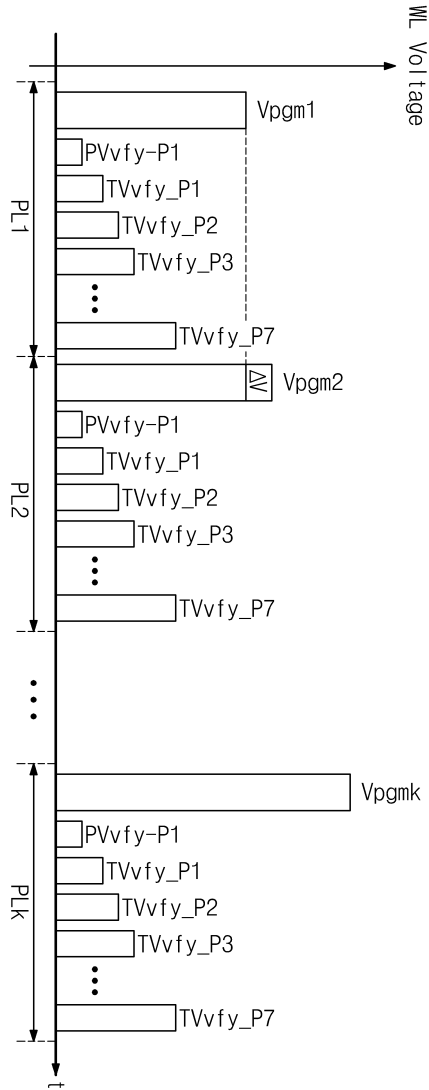 WL Voltage
Vpgm1
PVvfy-P1
TVvfy_P1
TVvfy_P2
TVvfy_P3
TVvfy_P7
PL1
ΔV
Vpgm2
PVvfy-P1
TVvfy_P1
TVvfy_P2
TVvfy_P3
TVvfy_P7
PL2
Vpgmk
PVvfy-P1
TVvfy_P1
TVvfy_P2
TVvfy_P3
TVvfy_P7
PLk
t